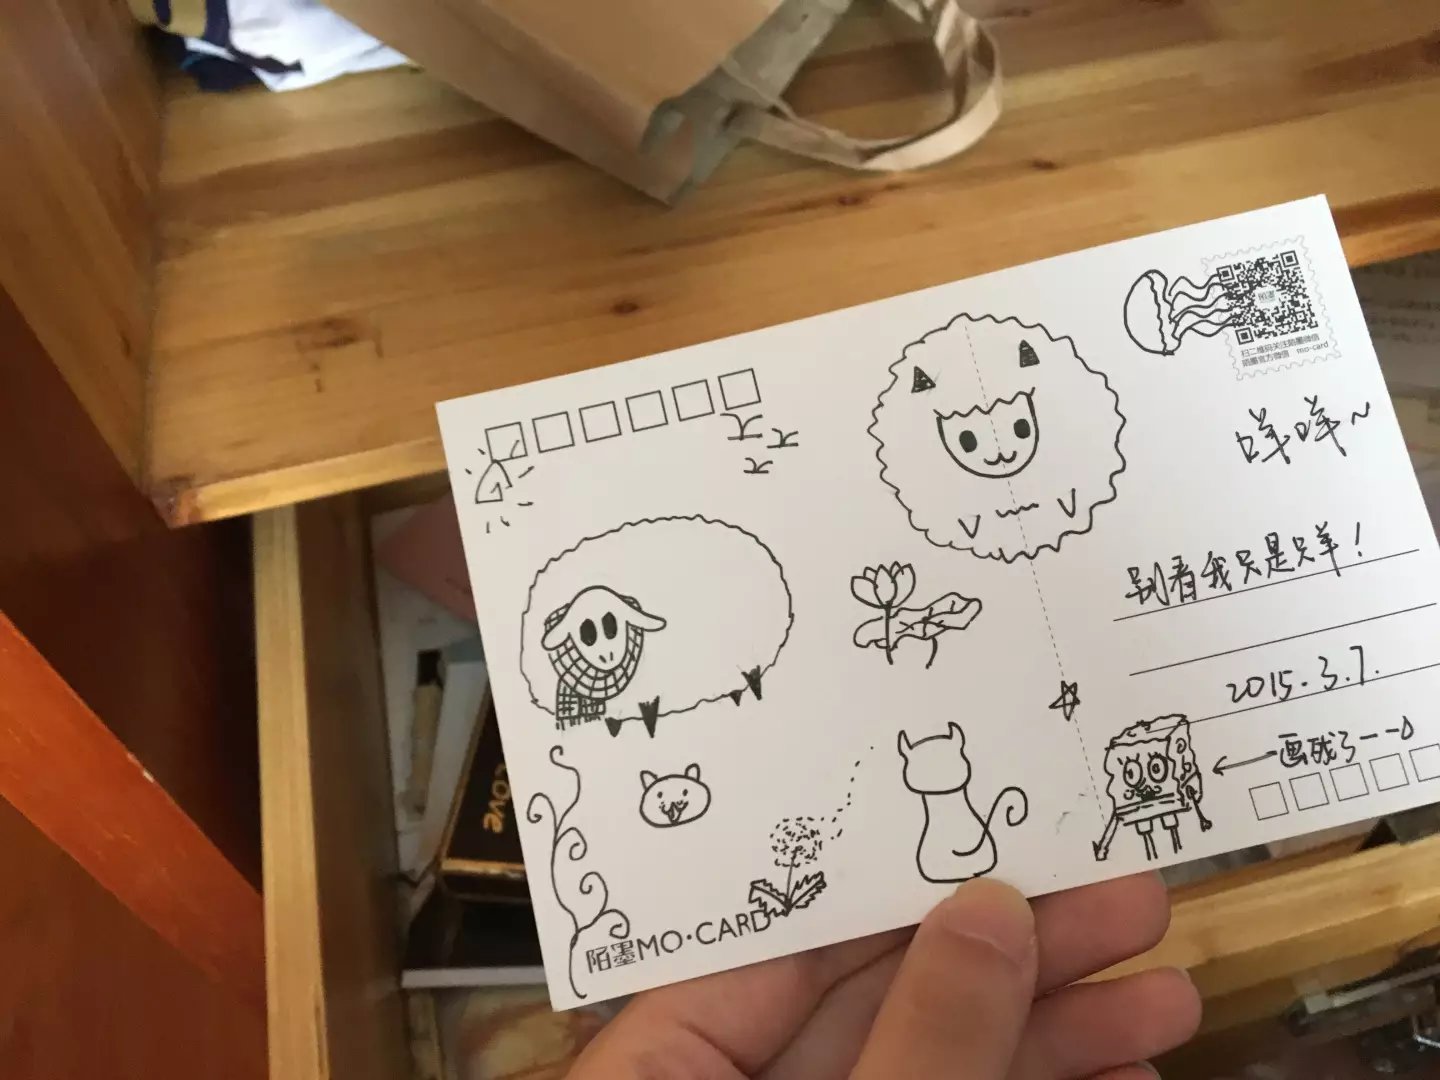 陌墨
扫二维码关注陌墨微信
陌墨官方微信 mo-card
咩咩~
别看我只是只羊!
2015.3.7.
←画残了
陌墨MO·CARD
Love